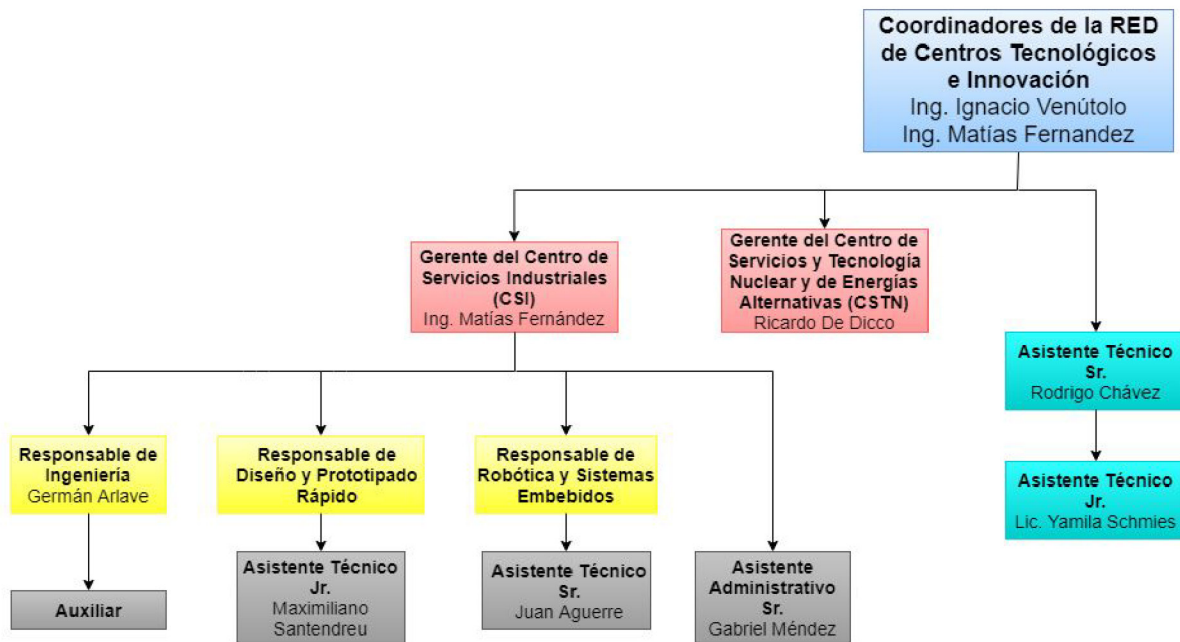 Coordinadores de la RED
de Centros Tecnológicos
e Innovación
Ing. Ignacio Venútolo
Ing. Matías Fernandez
Gerente del Centro de
Servicios Industriales
(CSI)
Ing. Matías Fernández
Gerente del Centro de
Servicios y Tecnología
Nuclear y de Energías
Alternativas (CSTN)
Ricardo De Dicco
Asistente Técnico
Sr.
Rodrigo Chávez
Asistente Técnico
Jr.
Lic. Yamila Schmies
Responsable de
Ingeniería
Germán Arlave
Responsable de
Diseño y Prototipado
Rápido
Responsable de
Robótica y Sistemas
Embebidos
Auxiliar
Asistente Técnico
Jr.
Maximiliano
Santendreu
Asistente Técnico
Sr.
Juan Aguerre
Asistente
Administrativo
Sr.
Gabriel Méndez